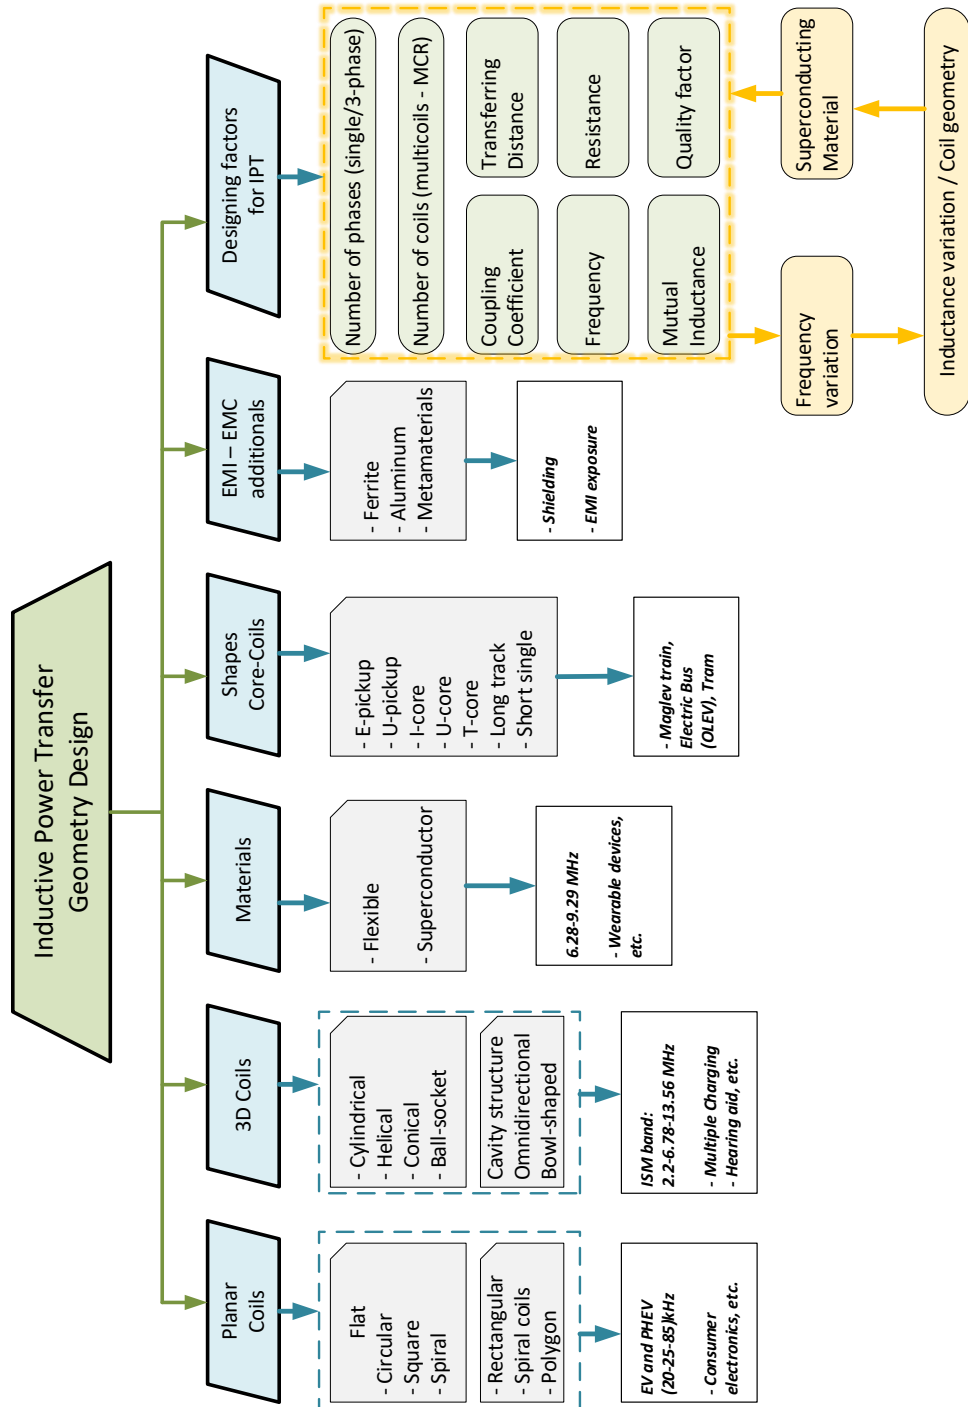 Inductive Power Transfer
Geometry Design
Planar
Coils
Flat
- Circular
- Square
- Spiral
- Rectangular
- Spiral coils
- Polygon
EV and PHEV
(20-25-85)kHz
- Consumer
electronics, etc.
3D Coils
- Cylindrical
- Helical
- Conical
- Ball-socket
Cavity structure
Omnidirectional
Bowl-shaped
ISM band:
2.2-6.78-13.56 MHz
- Multiple Charging
- Hearing aid, etc.
Materials
- Flexible
- Superconductor
6.28-9.29 MHz
- Wearable devices,
etc.
Shapes
Core-Coils
- E-pickup
- U-pickup
- I-core
- U-core
- T-core
- Long track
- Short single
- Maglev train,
Electric Bus
(OLEV), Tram
EMI – EMC
additionals
- Ferrite
- Aluminum
- Metamaterials
- Shielding
- EMI exposure
Designing factors
for IPT
Number of phases (single/3-phase)
Number of coils (multicoils - MCR)
Coupling
Coefficient
Transferring
Distance
Frequency
Resistance
Mutual
Inductance
Quality factor
Frequency
variation
Superconducting
Material
Inductance variation / Coil geometry